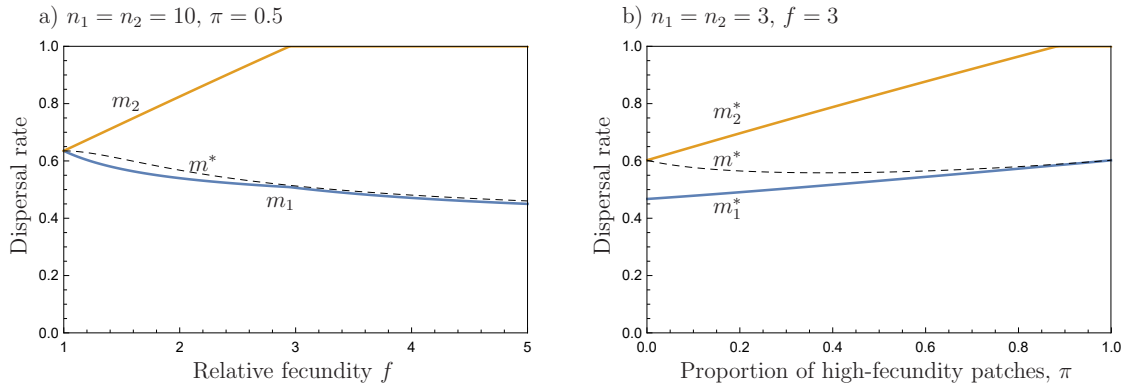 a) n₁ = n₂ = 10, π = 0.5
Dispersal rate
1.0
0.8
0.6
0.4
0.2
0.0
m₂
m*
m₁
1 2 3 4 5
Relative fecundity f
b) n₁ = n₂ = 3, f = 3
Dispersal rate
1.0
0.8
0.6
0.4
0.2
0.0
m₂*
m*
m₁*
0.0 0.2 0.4 0.6 0.8 1.0
Proportion of high-fecundity patches, π